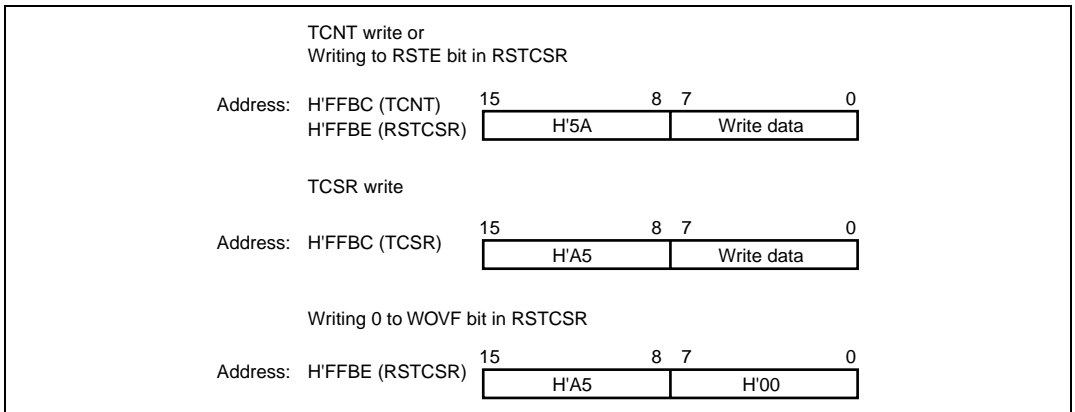 TCNT write or
Writing to RSTE bit in RSTCSR
15 8 7 0
Address: H'FFBC (TCNT)
H'FFBE (RSTCSR) H'5A Write data
TCSR write
15 8 7 0
Address: H'FFBC (TCSR) H'A5 Write data
Writing 0 to WOVF bit in RSTCSR
15 8 7 0
Address: H'FFBE (RSTCSR) H'A5 H'00